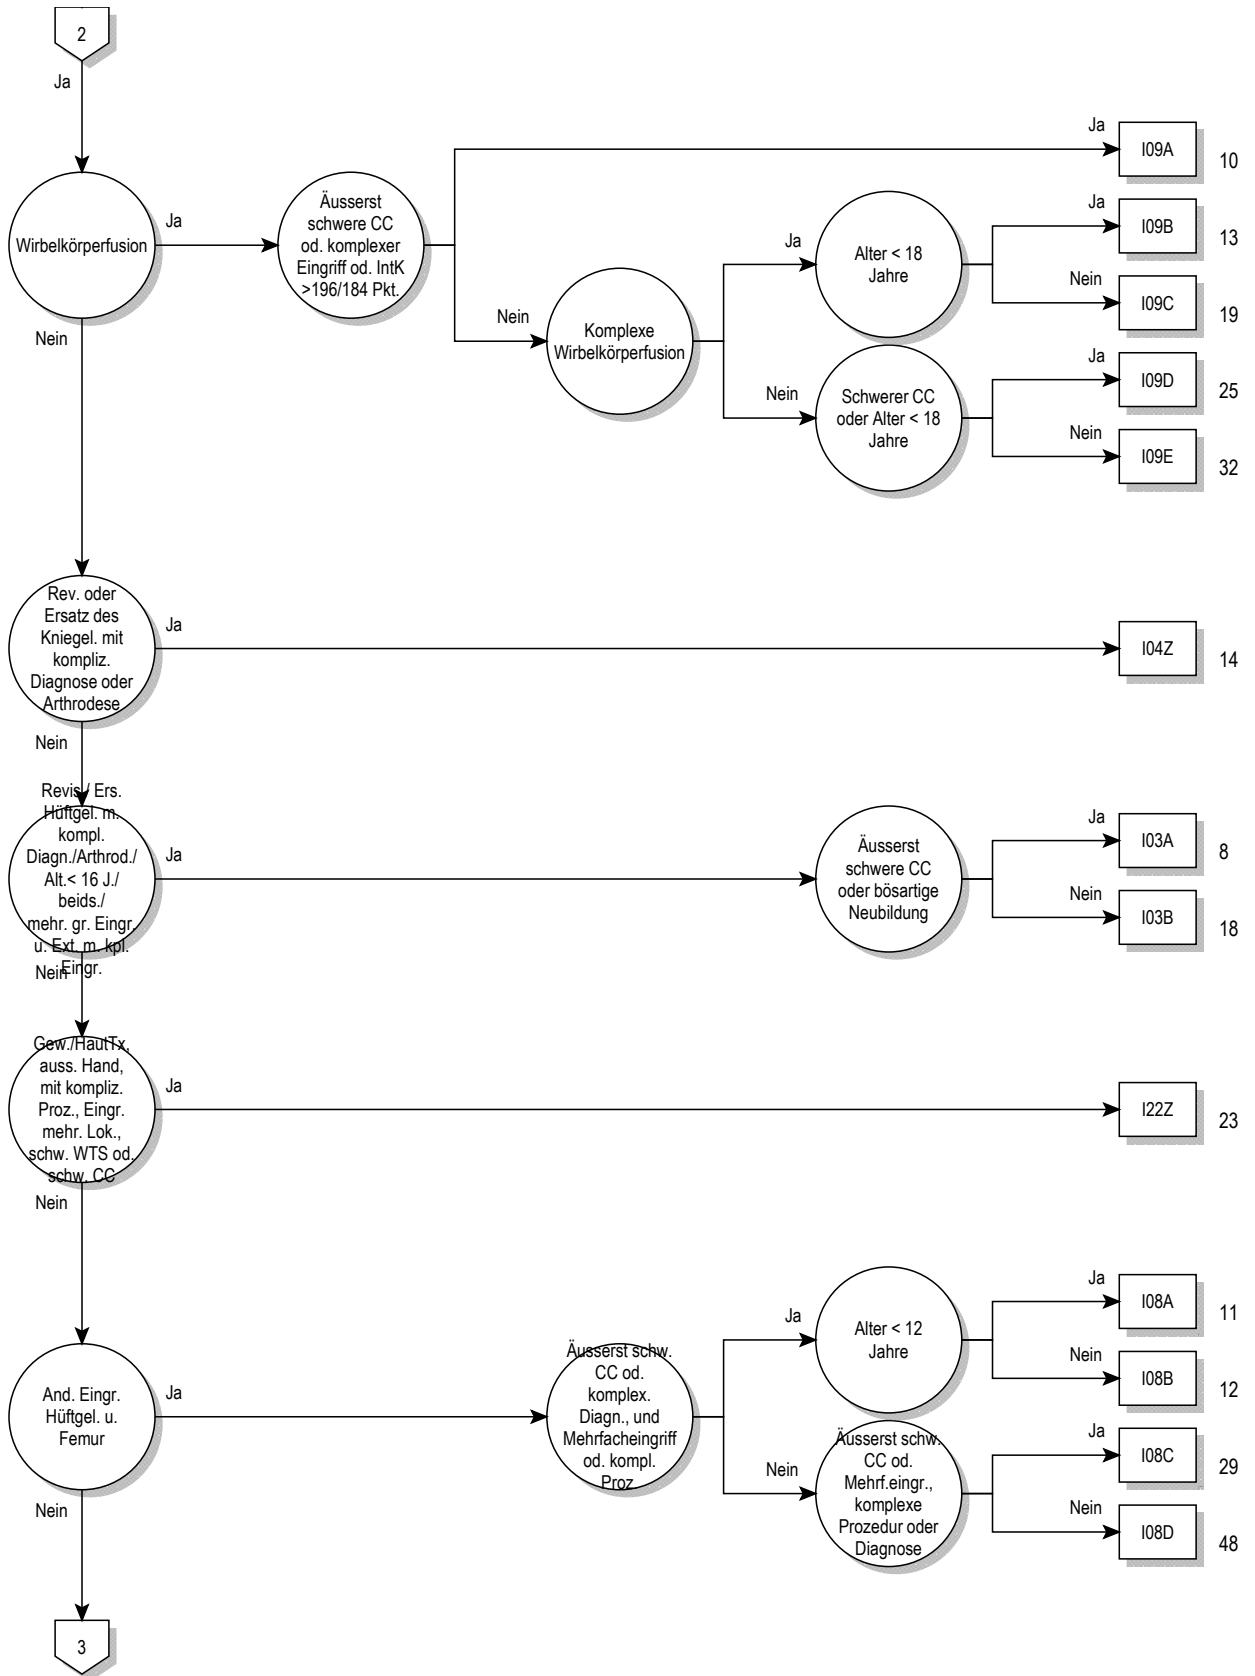 2
Ja
Wirbelkörperfusion
Ja
Nein
Äusserst
schwere CC
od. komplexer
Eingriff od. IntK
>196/184 Pkt.
Ja
I09A
10
Nein
Komplexe
Wirbelkörperfusion
Ja
Alter < 18
Jahre
Ja
I09B
13
Nein
I09C
19
Nein
Schwerer CC
oder Alter < 18
Jahre
Ja
I09D
25
Nein
I09E
32
Rev. oder
Ersatz des
Kniegel. mit
kompliz.
Diagnose oder
Arthrodese
Ja
I04Z
14
Nein
Revis./ Ers.
Hüftgel. m.
kompl.
Diagn./Arthrod./
Alt.< 16 J./
beids./
mehr. gr. Eingr.
u. Ext. m. kpl.
Eingr.
Ja
Nein
Äusserst
schwere CC
oder bösartige
Neubildung
Ja
I03A
8
Nein
I03B
18
Gew./HautTx,
auss. Hand,
mit kompliz.
Proz., Eingr.
mehr. Lok.,
schw. WTS od.
schw. CC
Ja
I22Z
23
Nein
And. Eingr.
Hüftgel. u.
Femur
Ja
Nein
Äusserst schw.
CC od.
komplex.
Diagn., und
Mehrfacheingriff
od. kompl.
Proz.
Ja
Alter < 12
Jahre
Ja
I08A
11
Nein
I08B
12
Nein
Äusserst schw.
CC od.
Mehrf.eingr.,
komplexe
Prozedur oder
Diagnose
Ja
I08C
29
Nein
I08D
48
3